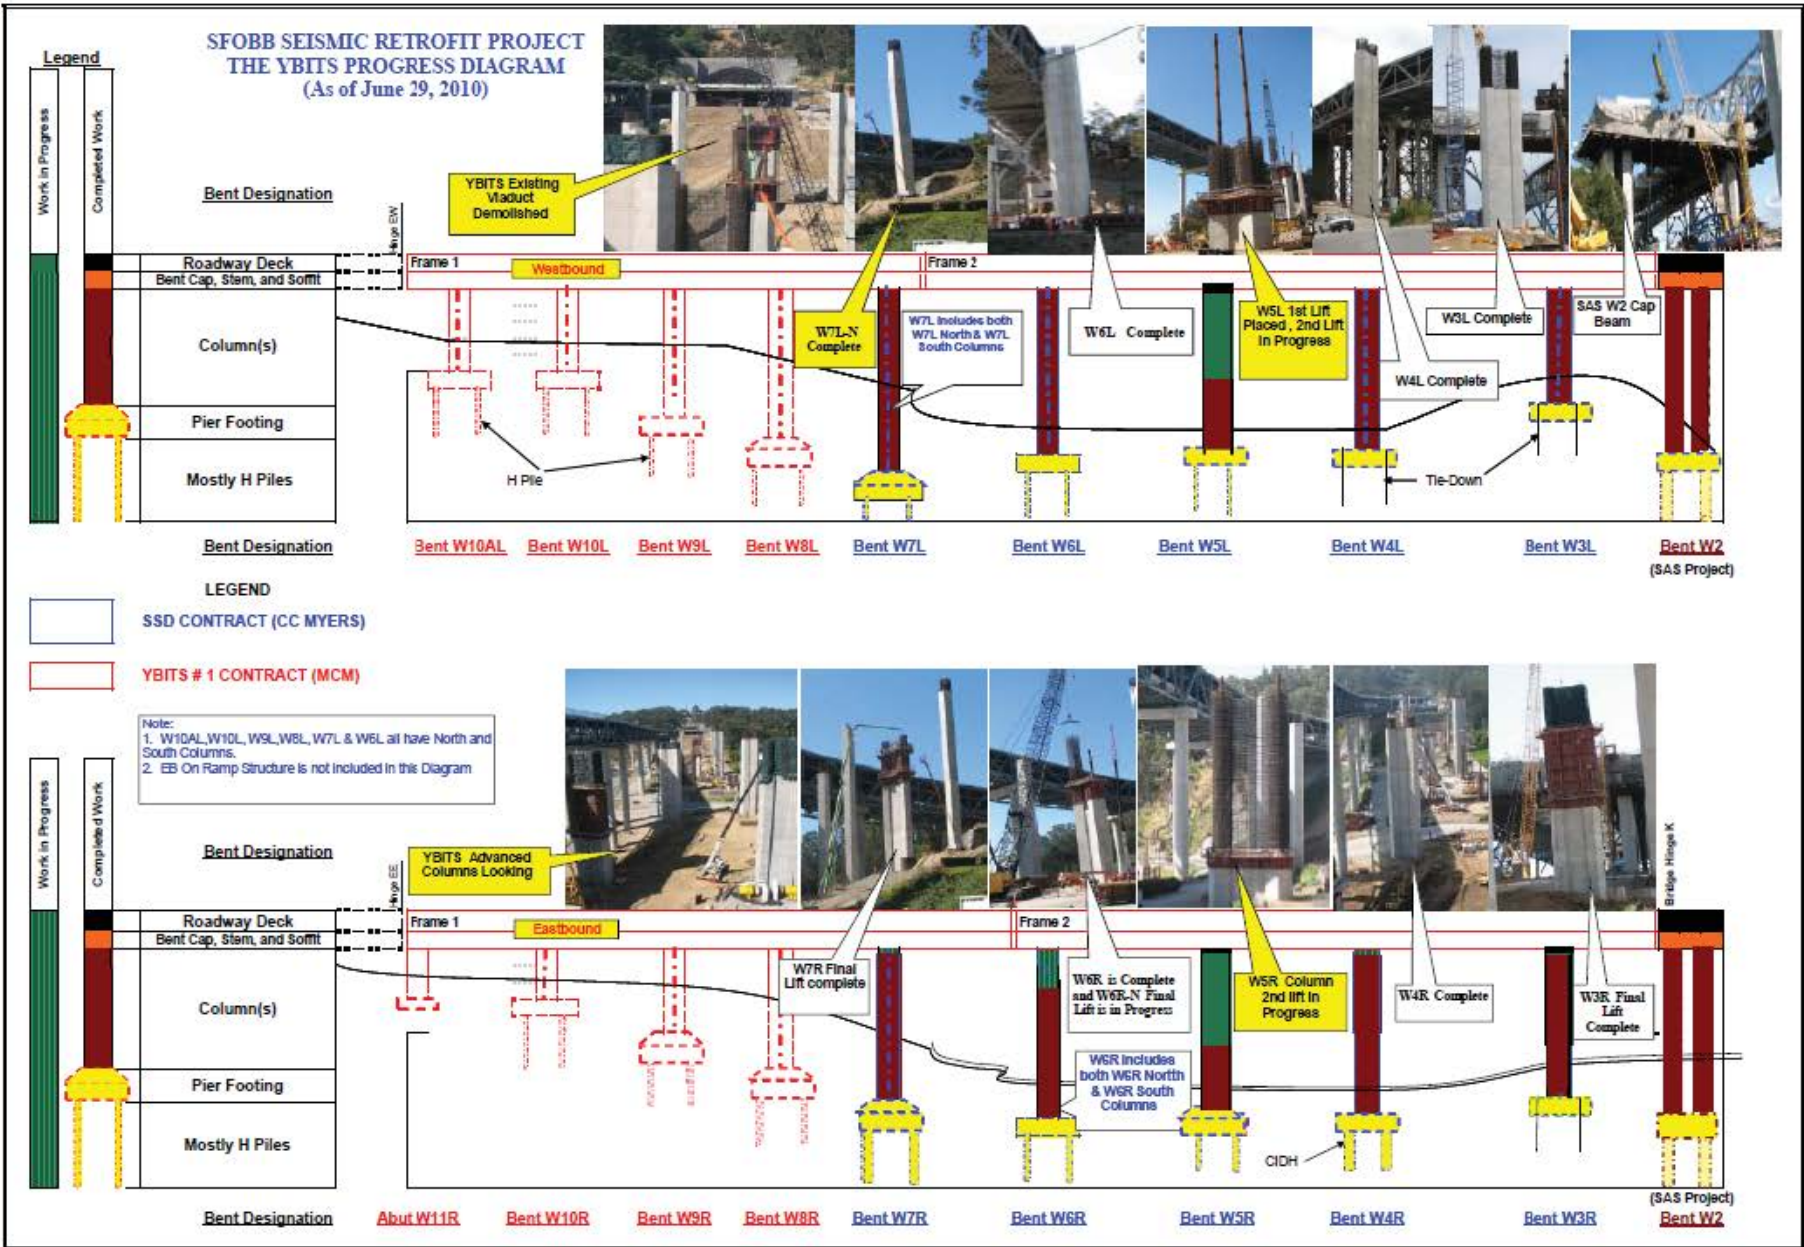 SFOBB SEISMIC RETROFIT PROJECT
THE YBITS PROGRESS DIAGRAM
(As of June 29, 2010)
Legend
Work in Progress
Completed Work
Bent Designation
YBITS Existing
Viaduct
Demolished
Hinge EW
Roadway Deck
Bent Cap, Stem, and Soffit
Column(s)
Pier Footing
Mostly H Piles
Frame 1
Westbound
Frame 2
W7L-N
Complete
W7L includes both
W7L North & W7L
South Columns
W6L Complete
W5L 1st Lift
Placed , 2nd Lift
in Progress
W4L Complete
W3L Complete
SAS W2 Cap
Beam
H Pile
Tie-Down
Bent Designation
Bent W10AL
Bent W10L
Bent W9L
Bent W8L
Bent W7L
Bent W6L
Bent W5L
Bent W4L
Bent W3L
Bent W2
(SAS Project)
LEGEND
SSD CONTRACT (CC MYERS)
YBITS # 1 CONTRACT (MCM)
Note:
1. W10AL,W10L, W9L,W8L, W7L & W6L all have North and
South Columns.
2. EB On Ramp Structure is not included in this Diagram
Work in Progress
Completed Work
Bent Designation
YBITS Advanced
Columns Looking
Hinge EE
Bridge Hinge K
Roadway Deck
Bent Cap, Stem, and Soffit
Column(s)
Pier Footing
Mostly H Piles
Frame 1
Eastbound
Frame 2
W7R Final
Lift complete
W6R is Complete
and W6R-N Final
Lift is in Progress
W6R includes
both W6R Nortth
& W6R South
Columns
W5R Column
2nd lift in
Progress
W4R Complete
W3R Final
Lift
Complete
CIDH
(SAS Project)
Bent Designation
Abut W11R
Bent W10R
Bent W9R
Bent W8R
Bent W7R
Bent W6R
Bent W5R
Bent W4R
Bent W3R
Bent W2